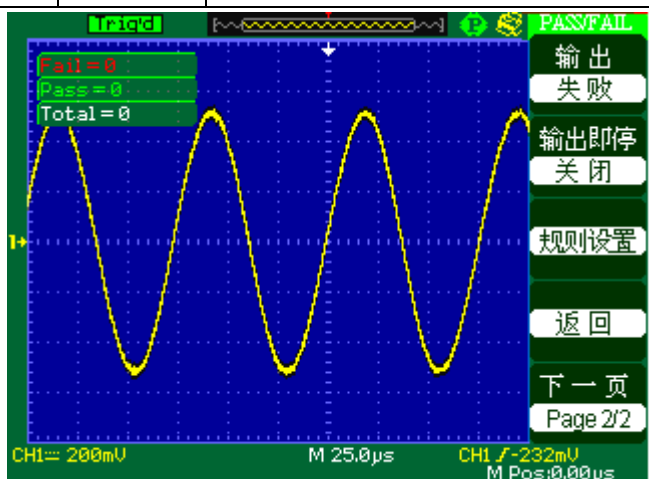 Trig'd
PASS/FAIL
Fail=0
Pass=0
Total=0
输出
失败
输出即停
关闭
1
规则设置
返回
下一页
Page 2/2
CH1 200mV
M 25.0μs
CH1 -232mV
M Pos:0.00μs
P